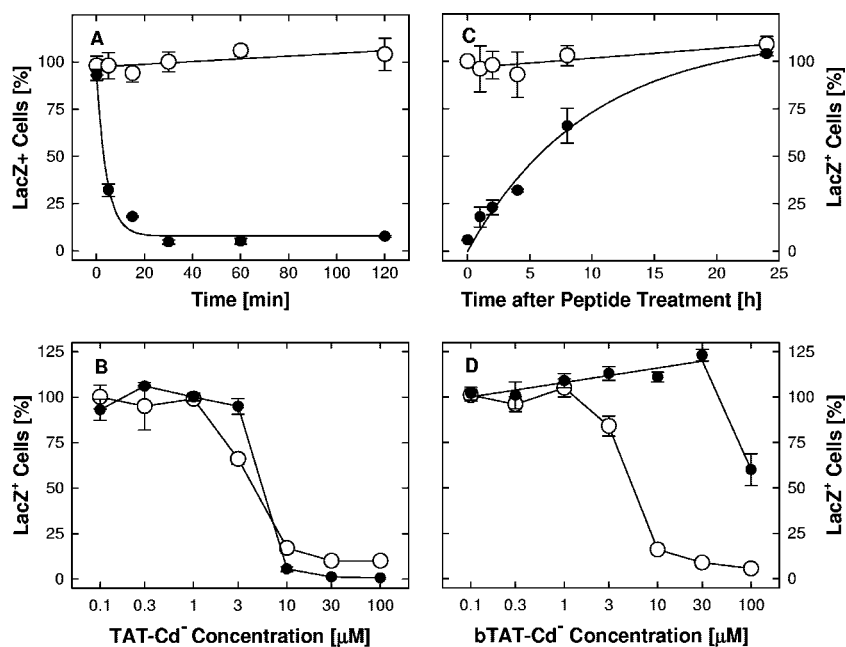 A
LacZ+ Cells [%]
125
100
75
50
25
0
0 20 40 60 80 100 120
Time [min]
C
LacZ⁺ Cells [%]
125
100
75
50
25
0
0 5 10 15 20 25
Time after Peptide Treatment [h]
B
LacZ⁺ Cells [%]
125
100
75
50
25
0
0.1 0.3 1 3 10 30 100
TAT-Cd⁻ Concentration [μM]
D
LacZ⁺ Cells [%]
125
100
75
50
25
0
0.1 0.3 1 3 10 30 100
bTAT-Cd⁻ Concentration [μM]